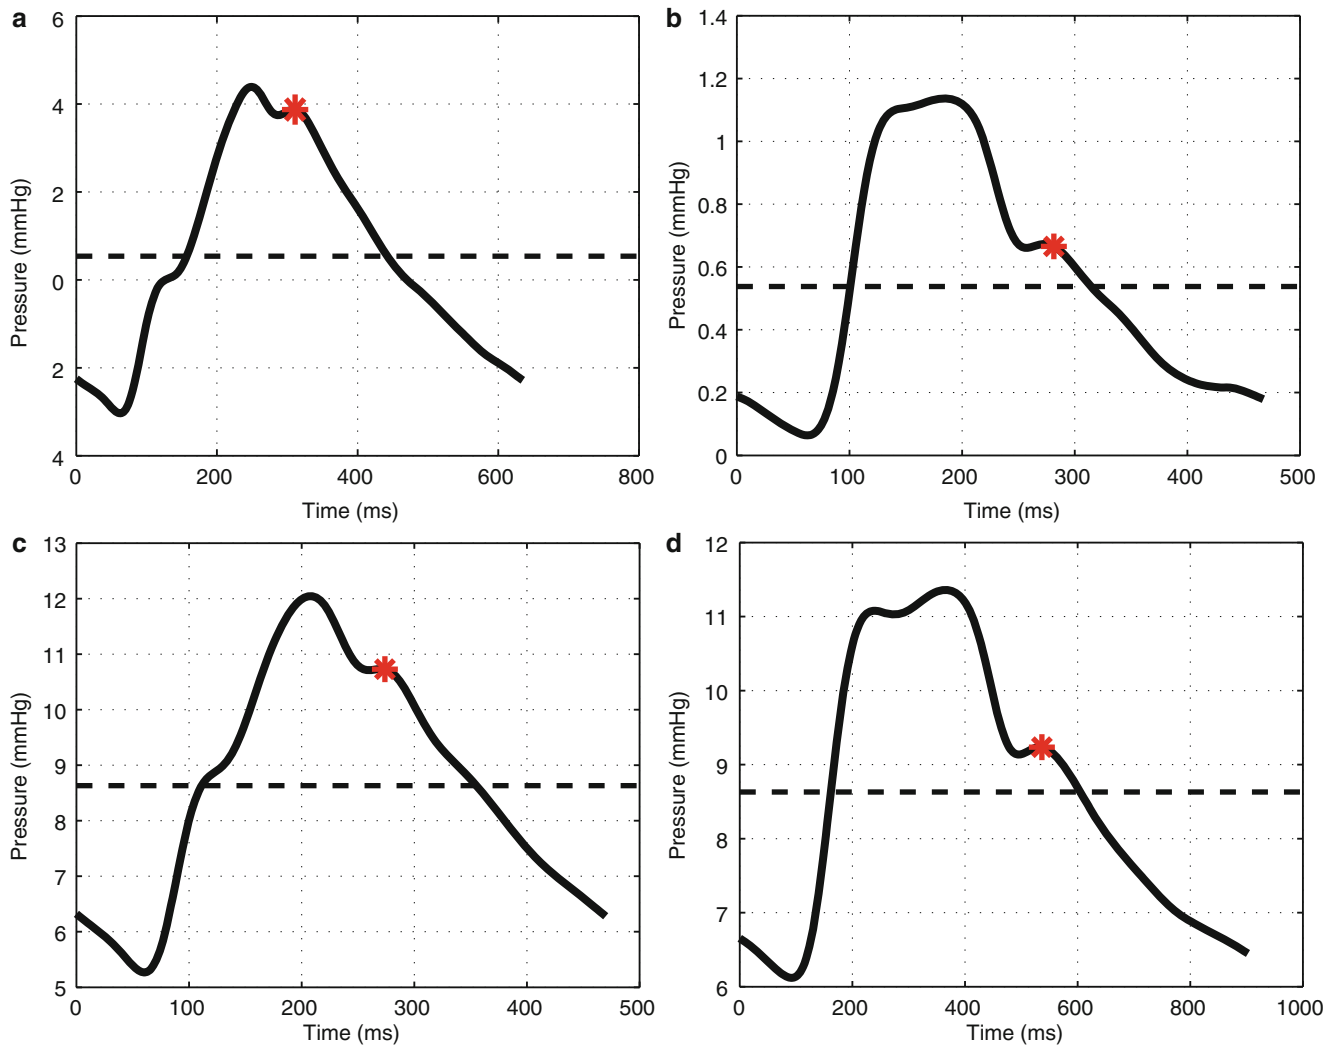 a
6
4
2
0
2
4
Pressure (mmHg)
0 200 400 600 800
Time (ms)
b
1.4
1.2
1
0.8
0.6
0.4
0.2
0
Pressure (mmHg)
0 100 200 300 400 500
Time (ms)
c
13
12
11
10
9
8
7
6
5
Pressure (mmHg)
0 100 200 300 400 500
Time (ms)
d
12
11
10
9
8
7
6
Pressure (mmHg)
0 200 400 600 800 1000
Time (ms)